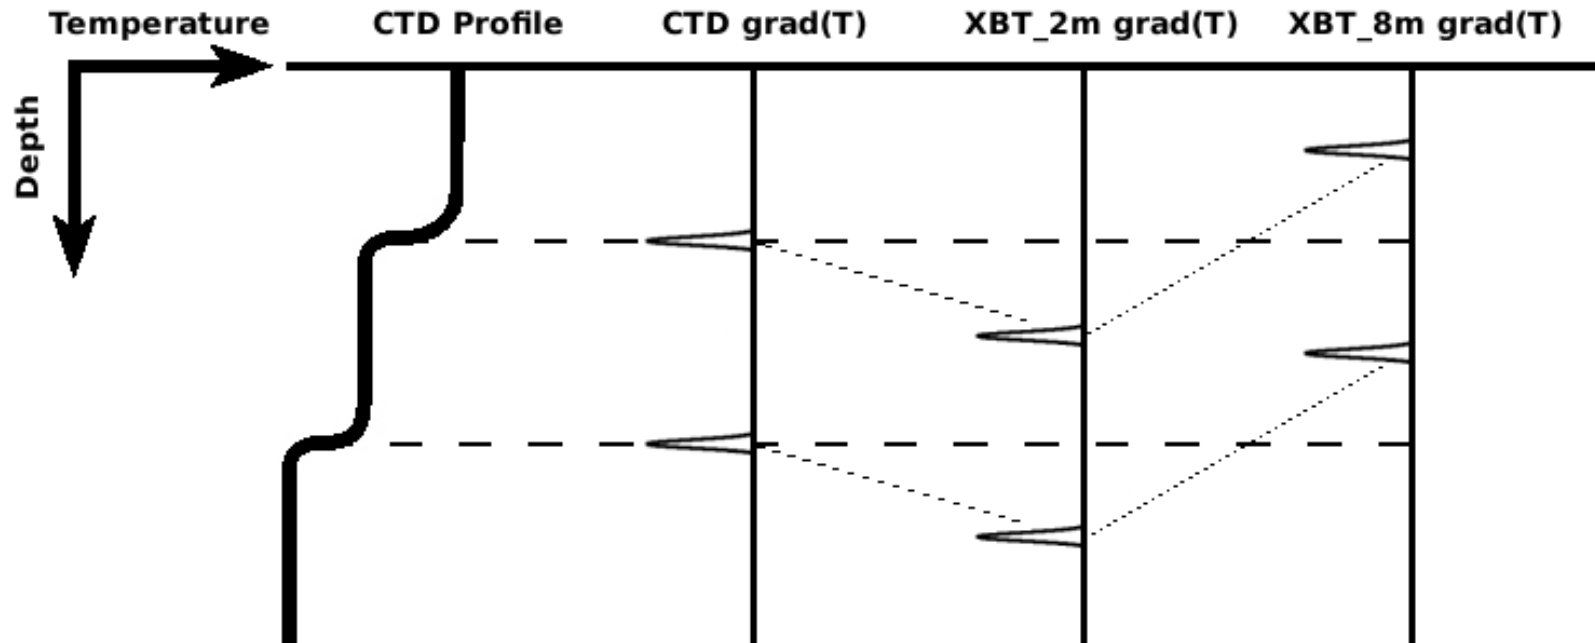 Temperature
CTD Profile
CTD grad(T)
XBT_2m grad(T)
XBT_8m grad(T)
Depth